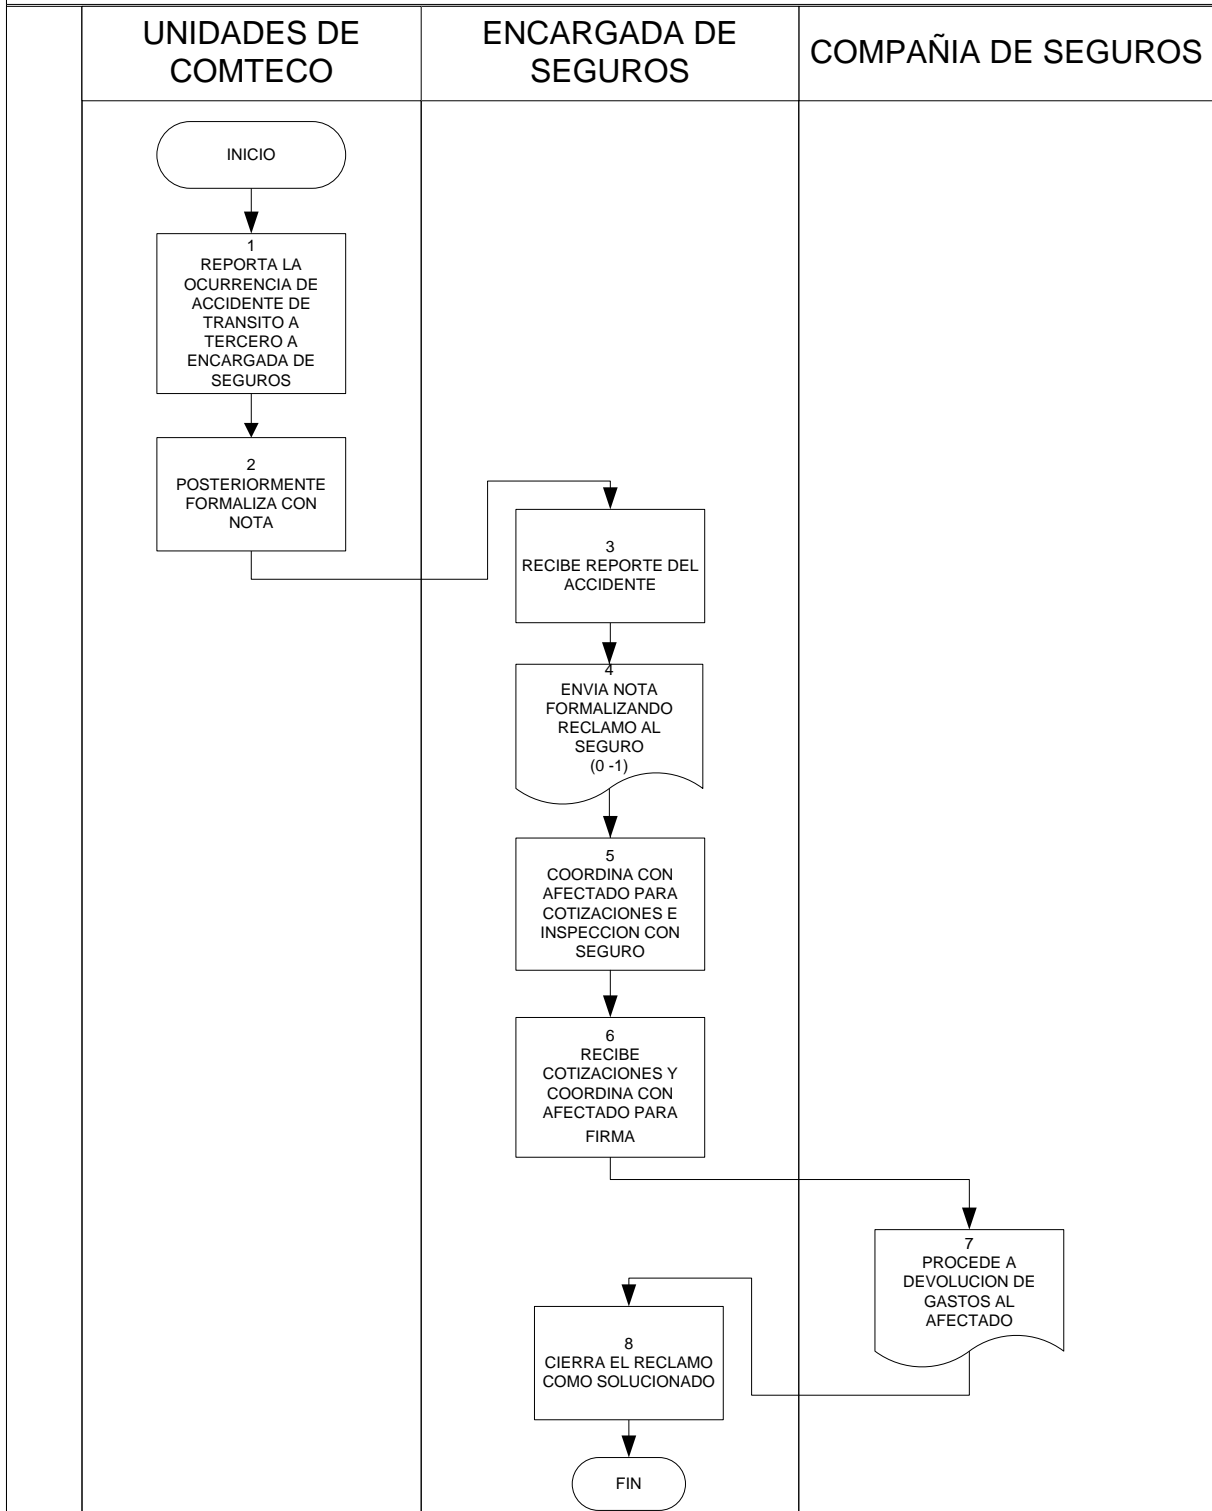 UNIDADES DE
COMTECO
ENCARGADA DE
SEGUROS
COMPAÑIA DE SEGUROS
INICIO
1
REPORTA LA
OCURRENCIA DE
ACCIDENTE DE
TRANSITO A
TERCERO A
ENCARGADA DE
SEGUROS
2
POSTERIORMENTE
FORMALIZA CON
NOTA
3
RECIBE REPORTE DEL
ACCIDENTE
4
ENVIA NOTA
FORMALIZANDO
RECLAMO AL
SEGURO
(0 -1)
5
COORDINA CON
AFECTADO PARA
COTIZACIONES E
INSPECCION CON
SEGURO
6
RECIBE
COTIZACIONES Y
COORDINA CON
AFECTADO PARA
FIRMA
7
PROCEDE A
DEVOLUCION DE
GASTOS AL
AFECTADO
8
CIERRA EL RECLAMO
COMO SOLUCIONADO
FIN